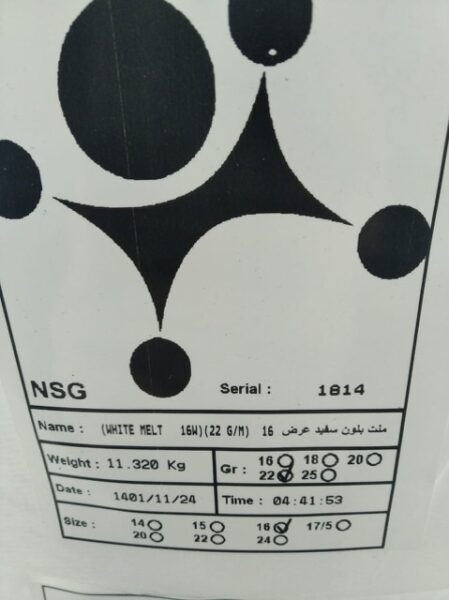 NSG Serial : 1814
Name : (WHITE MELT 16W)(22 G/M) 16 ملت بلون سفید عرض
Weight : 11.320 Kg Gr : 16 18 20
22 25
Date : 1401/11/24 Time : 04:41:53
Size : 14 15 16 17/5
20 22 24